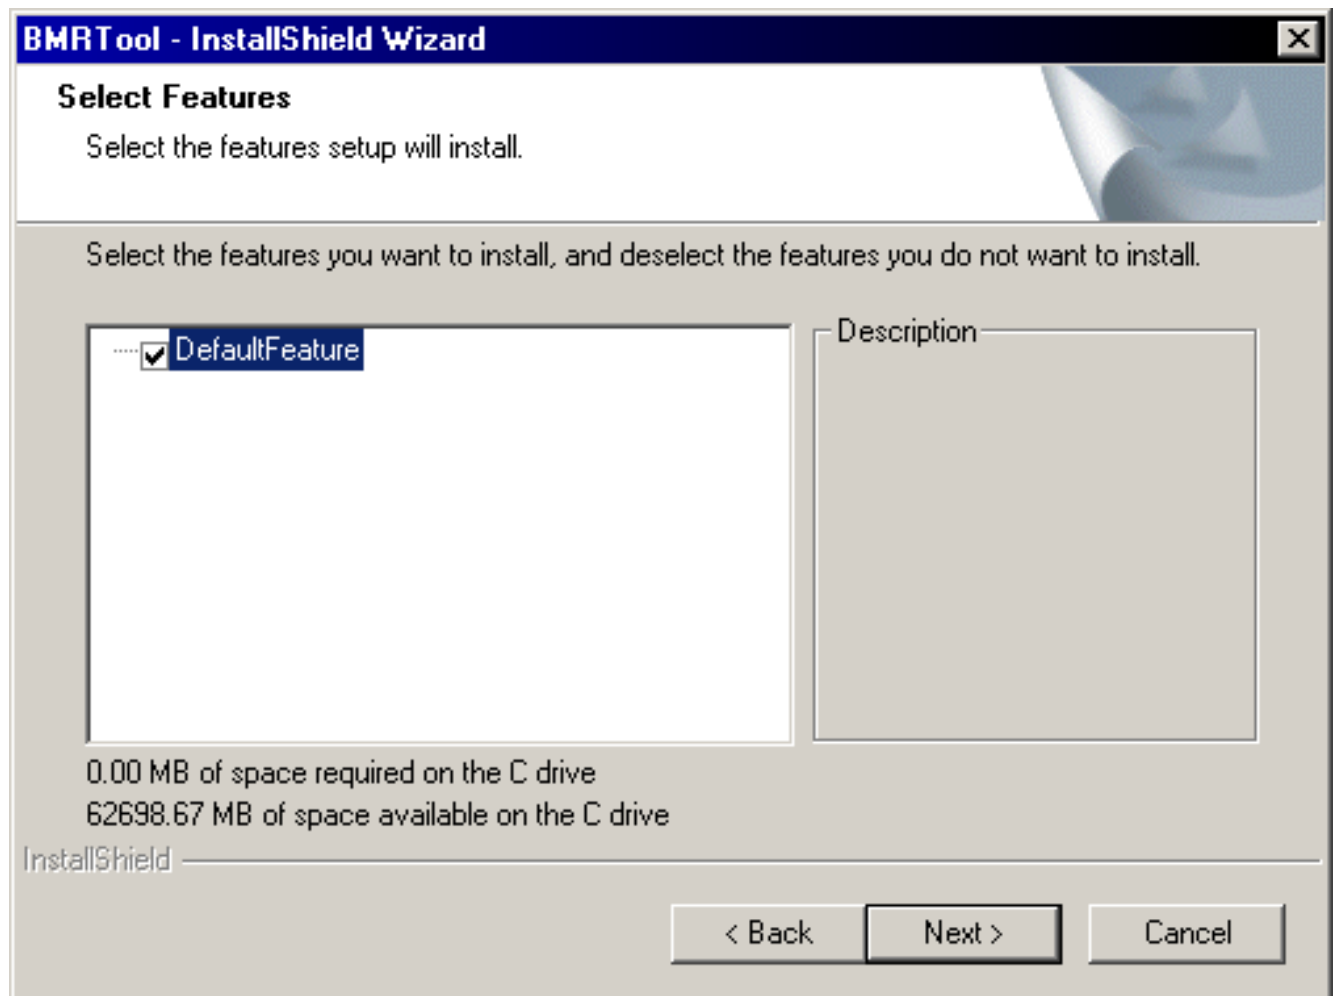 BMRTool - InstallShield Wizard
Select Features
Select the features setup will install.
Select the features you want to install, and deselect the features you do not want to install.
DefaultFeature
Description
0.00 MB of space required on the C drive
62698.67 MB of space available on the C drive
InstallShield
< Back
Next >
Cancel